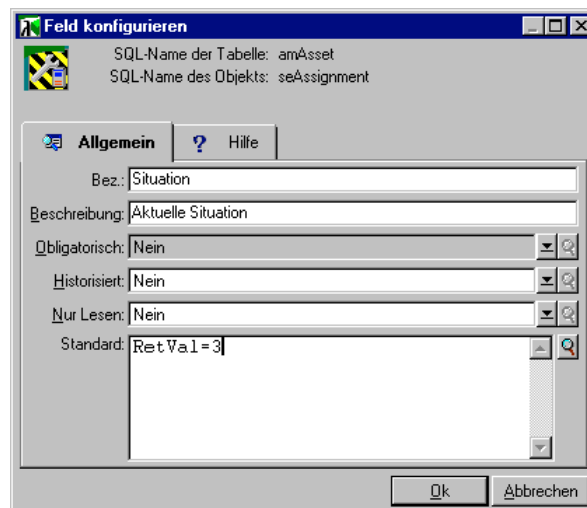 Feld konfigurieren
SQL-Name der Tabelle: amAsset
SQL-Name des Objekts: seAssignment
Allgemein
? Hilfe
Bez.: Situation
Beschreibung: Aktuelle Situation
Obligatorisch: Nein
Historisiert: Nein
Nur Lesen: Nein
Standard: RetVal=3
Ok Abbrechen